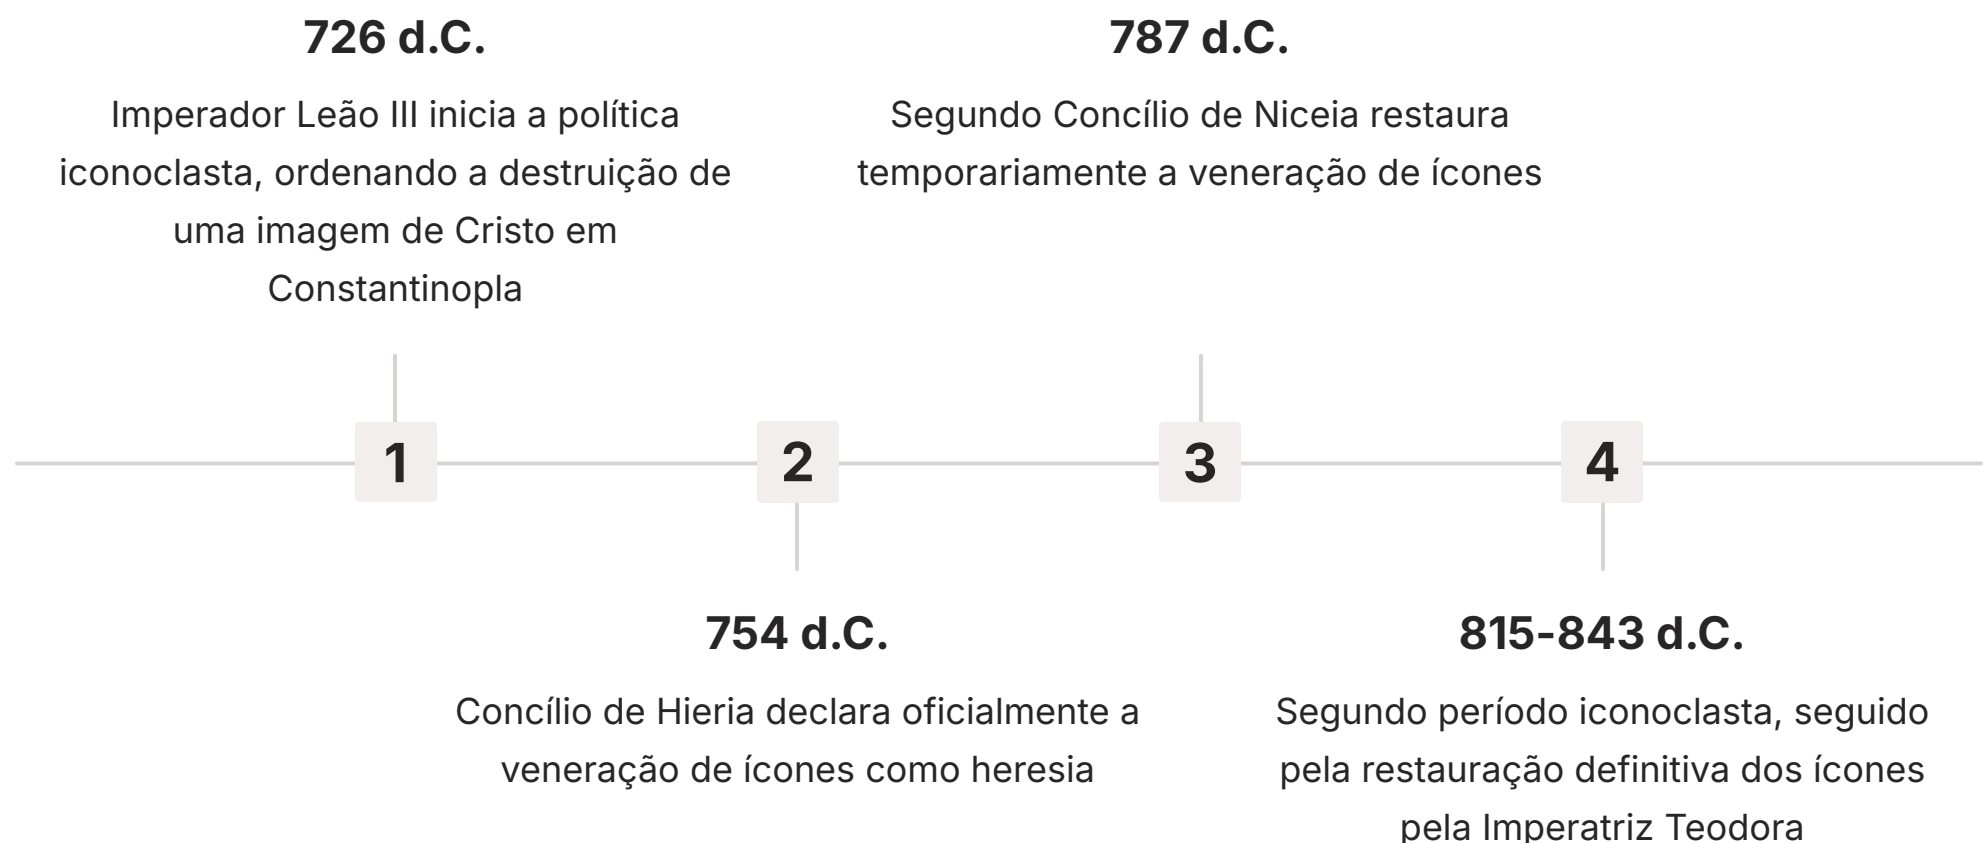 726 d.C.
Imperador Leão III inicia a política
iconoclasta, ordenando a destruição de
uma imagem de Cristo em
Constantinopla
787 d.C.
Segundo Concílio de Niceia restaura
temporariamente a veneração de ícones
1
2
3
4
754 d.C.
Concílio de Hieria declara oficialmente a
veneração de ícones como heresia
815-843 d.C.
Segundo período iconoclasta, seguido
pela restauração definitiva dos ícones
pela Imperatriz Teodora